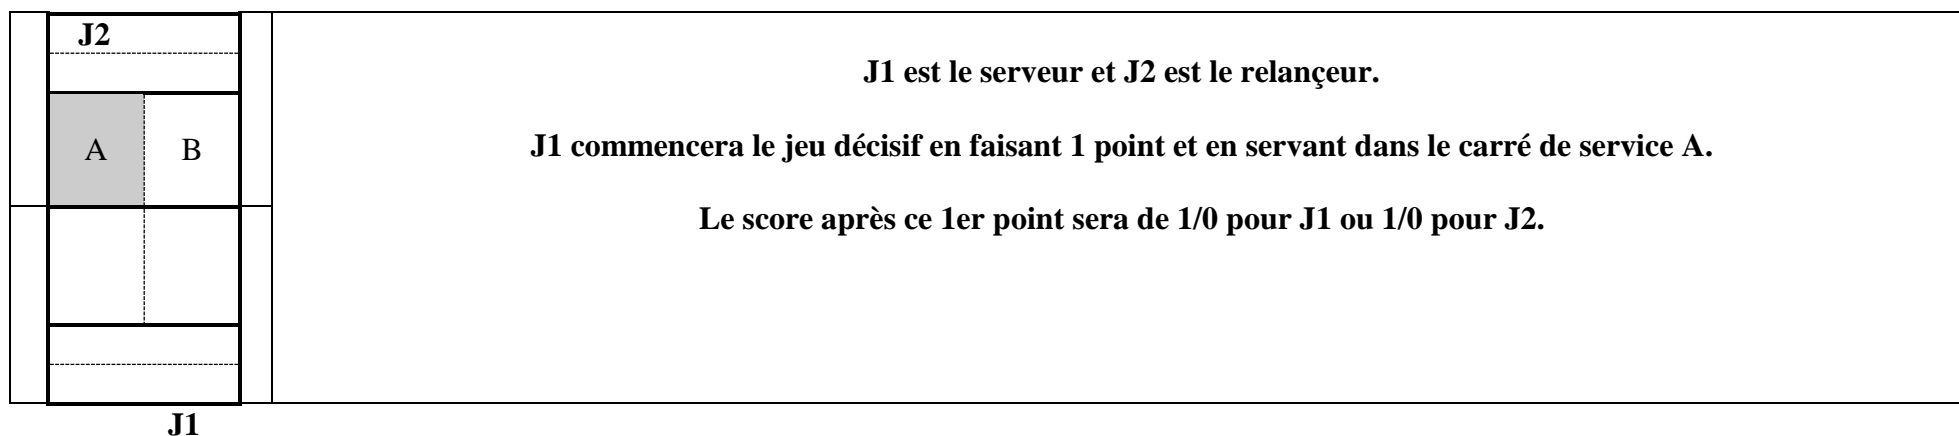 J2
J1 est le serveur et J2 est le relançeur.
A B
J1 commencera le jeu décisif en faisant 1 point et en servant dans le carré de service A.
Le score après ce 1er point sera de 1/0 pour J1 ou 1/0 pour J2.
J1